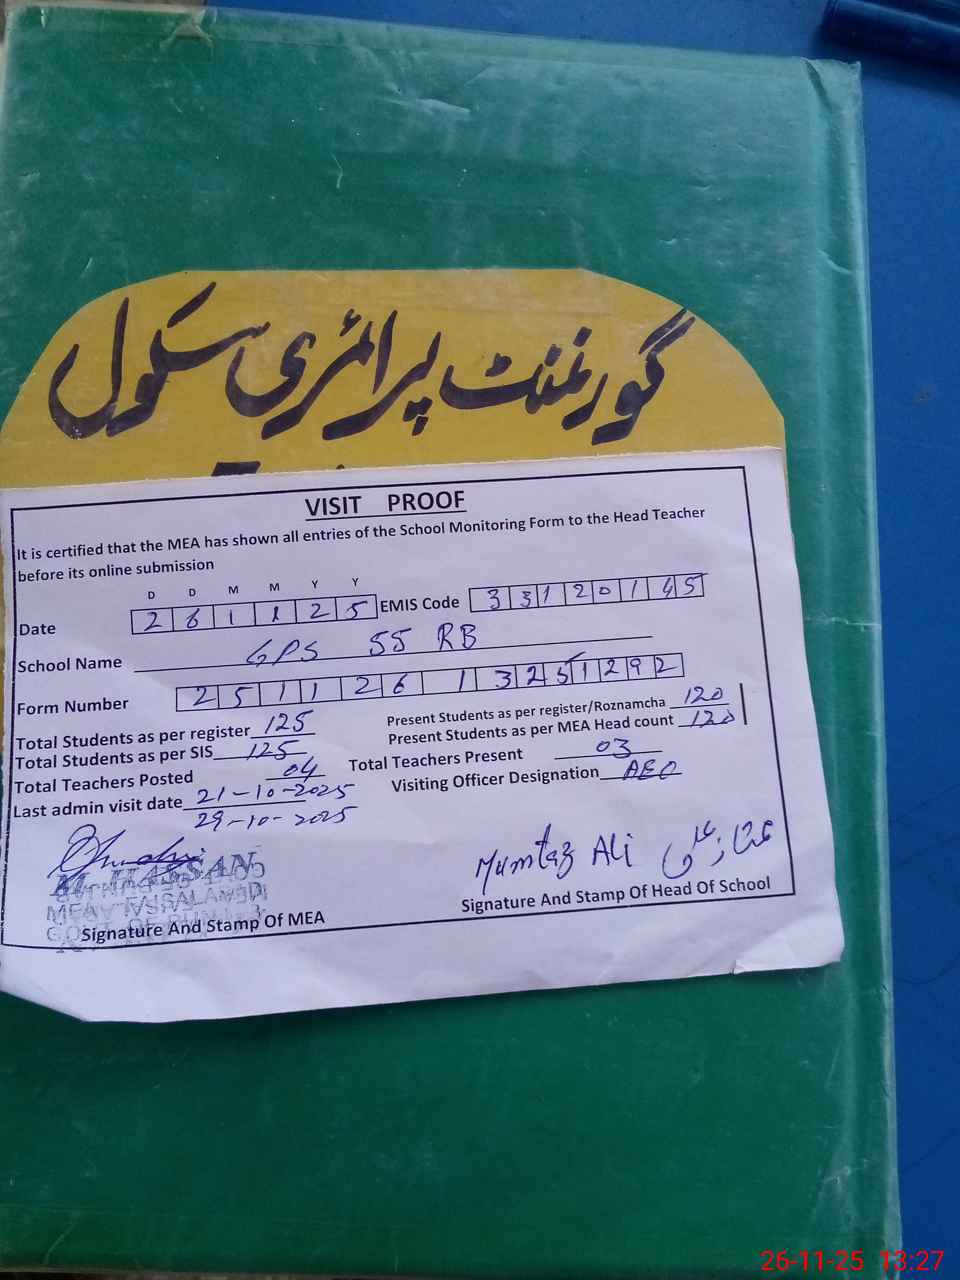 گورنمنٹ پرائمری سکول
VISIT PROOF
It is certified that the MEA has shown all entries of the School Monitoring Form to the Head Teacher
before its online submission
D D M M Y Y
Date 2 6 1 1 2 5 EMIS Code 3 3 1 2 0 1 4 5
School Name GPS 55 RB
Form Number 2 5 1 1 2 6 1 3 2 5 1 2 9 2
Total Students as per register 125 Present Students as per register/Roznamcha 120
Total Students as per SIS 125 Present Students as per MEA Head count 120
Total Teachers Posted 04 Total Teachers Present 03
Last admin visit date 21-10-2025 Visiting Officer Designation AEO
29-10-2025
M. HASSAN
MEA
Mumtaz Ali ممتاز علی
Signature And Stamp Of MEA Signature And Stamp Of Head Of School
26-11-25 13:27